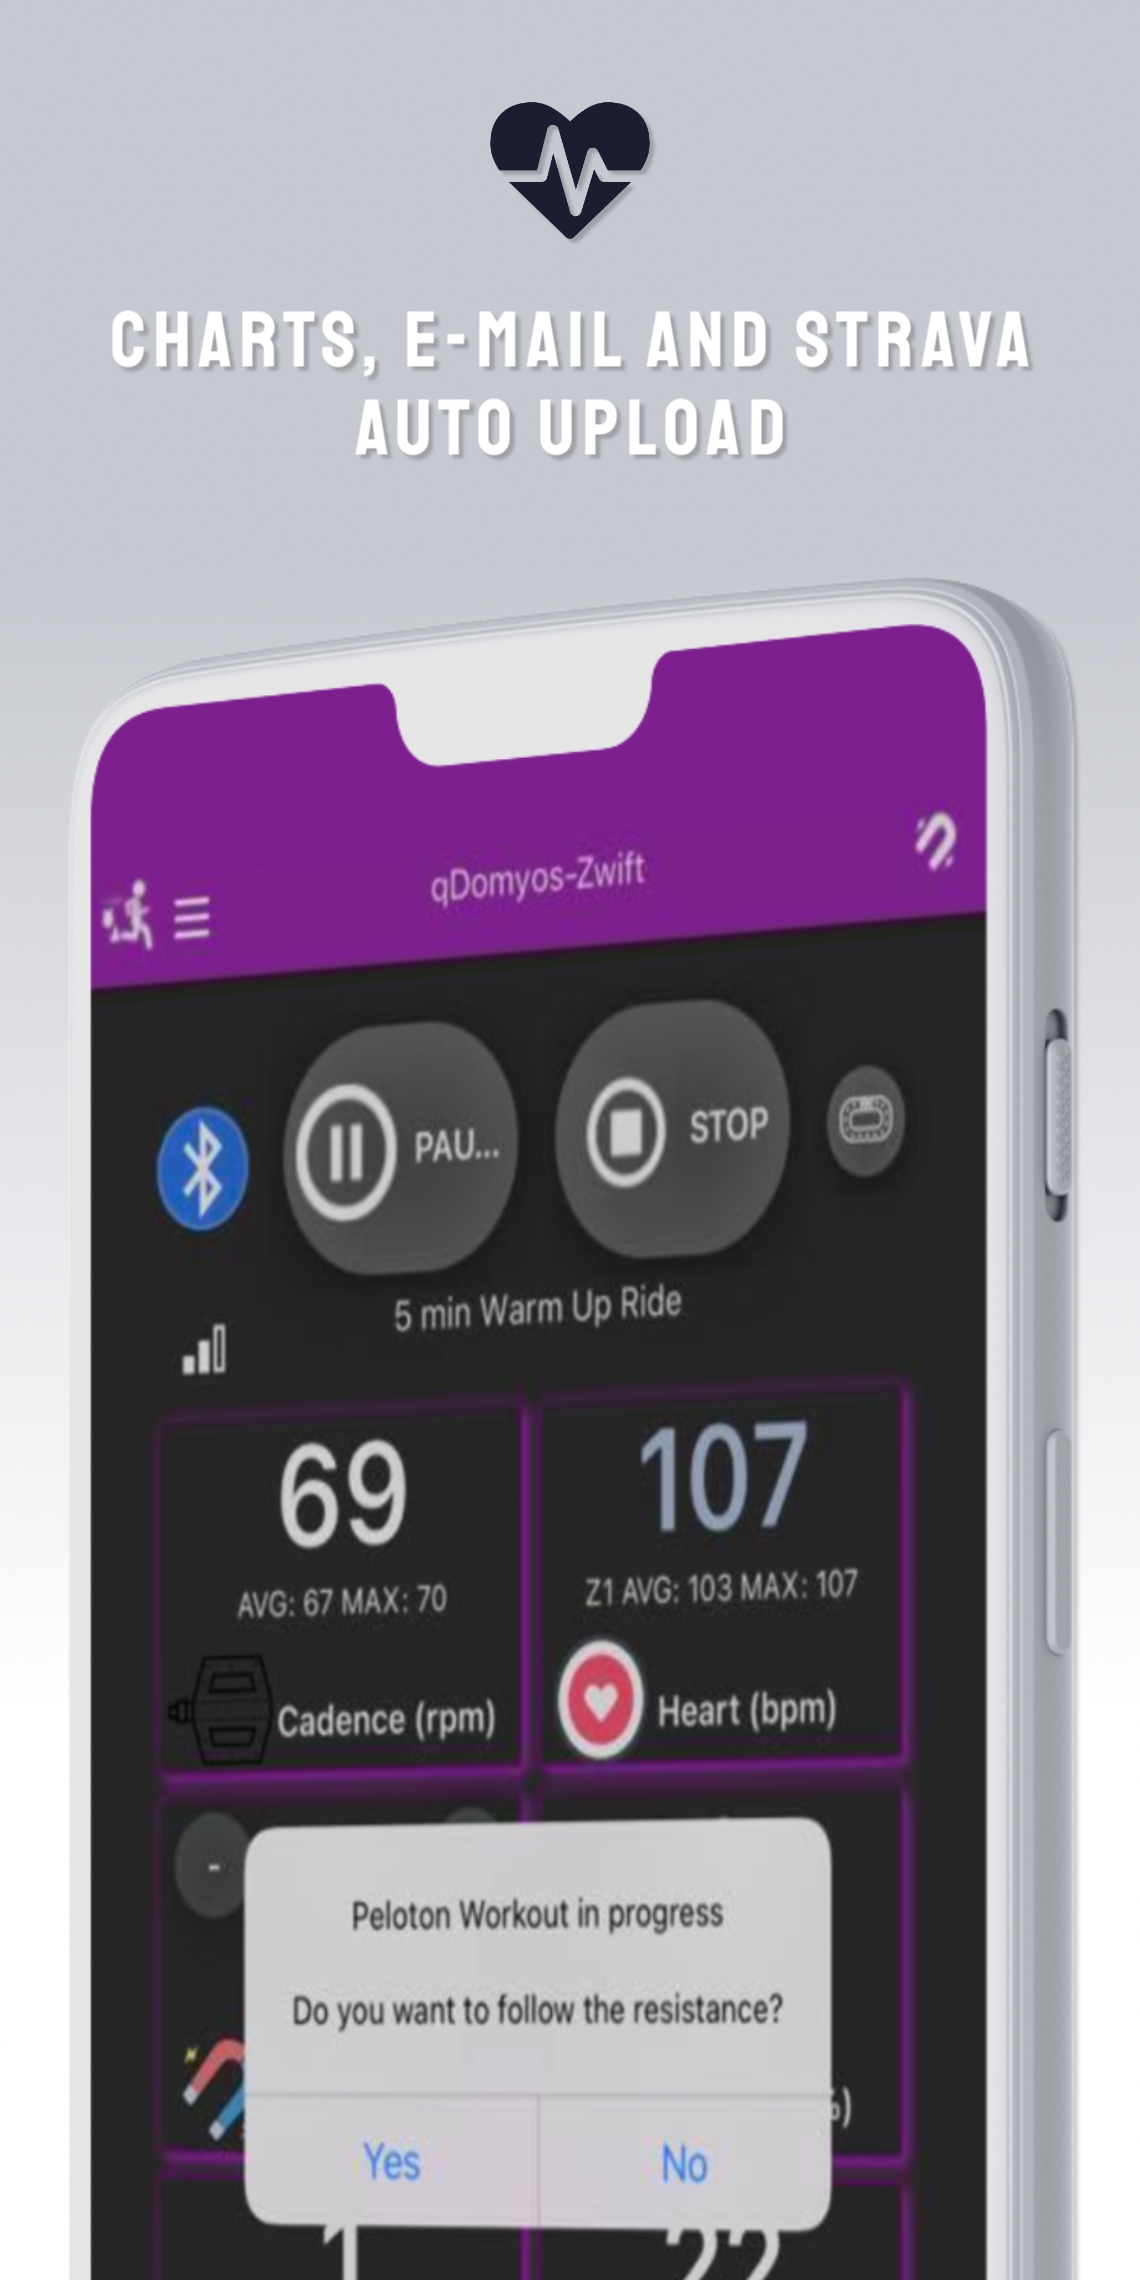 CHARTS, E-MAIL AND STRAVA
AUTO UPLOAD
qDomyos-Zwift
PAU...
STOP
5 min Warm Up Ride
69
107
AVG: 67 MAX: 70
Z1 AVG: 103 MAX: 107
Cadence (rpm)
Heart (bpm)
-
Peloton Workout in progress
Do you want to follow the resistance?
%)
Yes
No
1
22